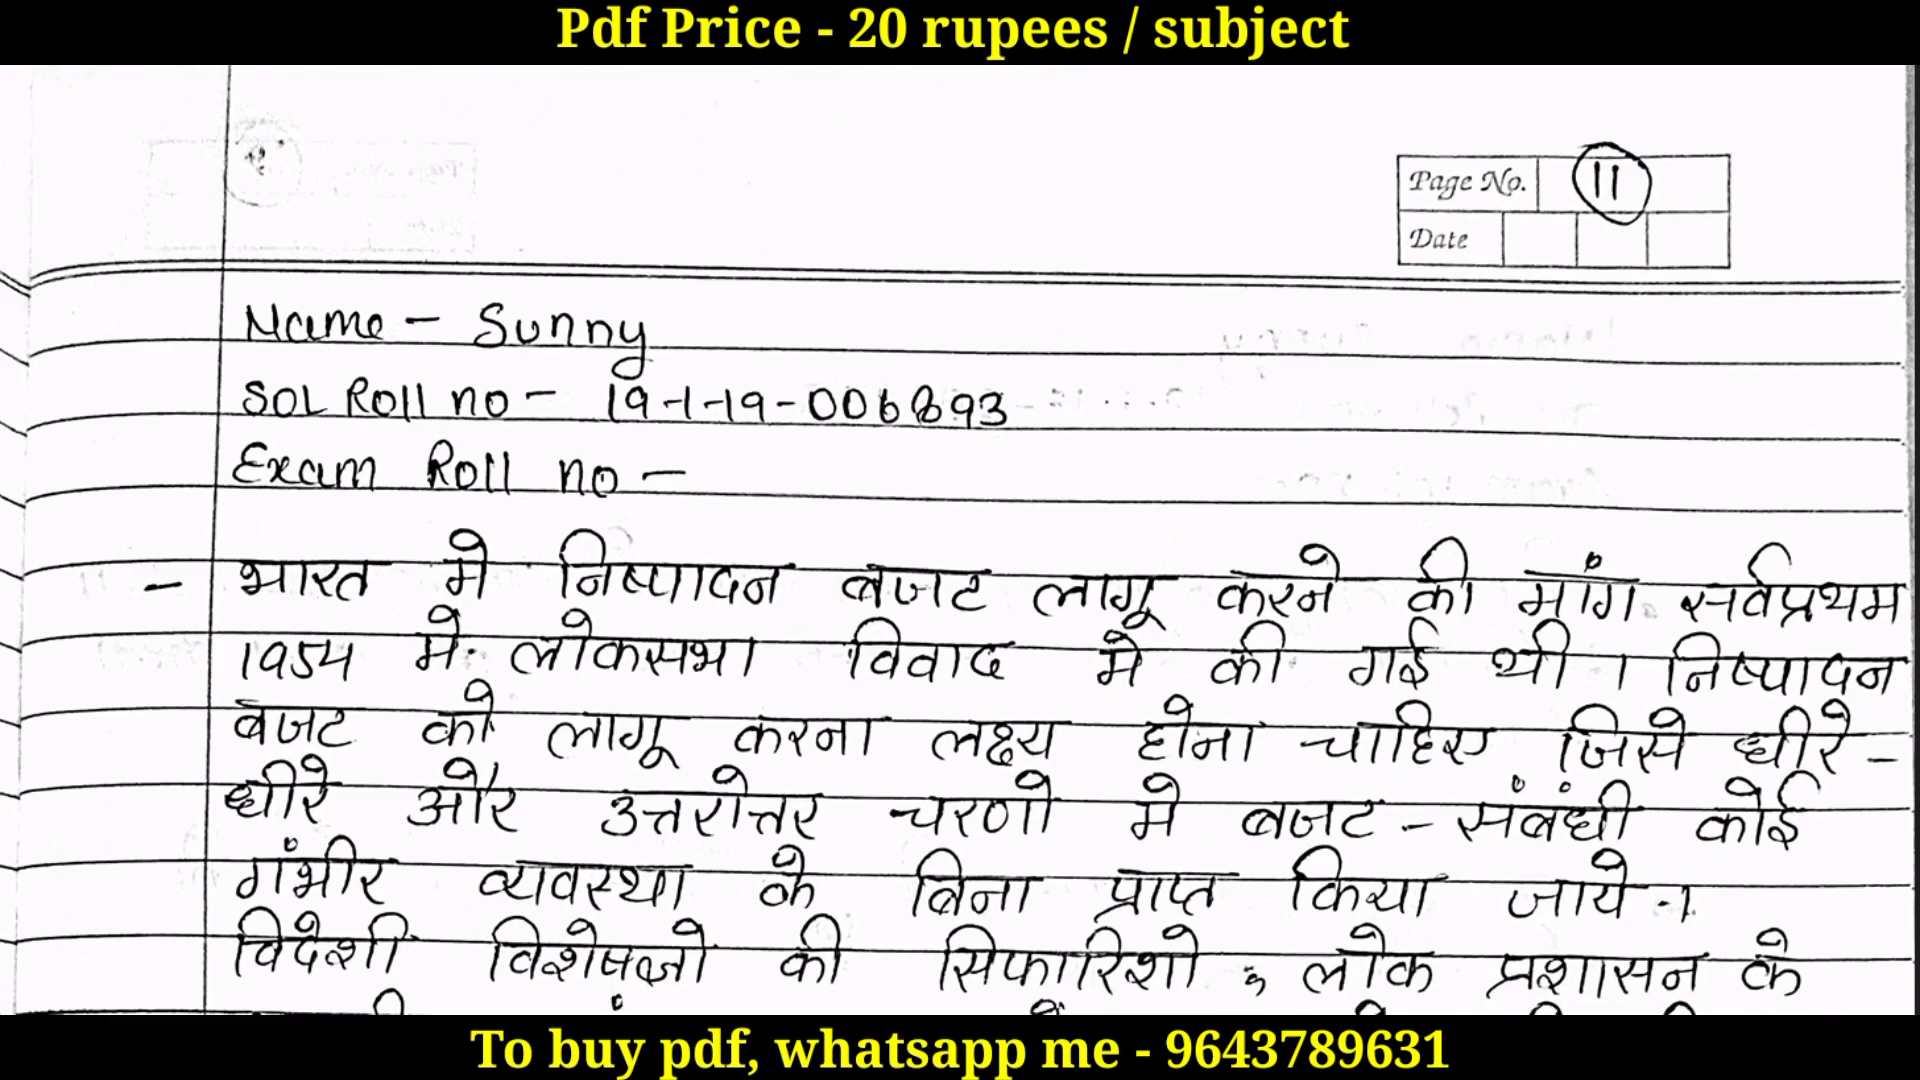 Pdf Price - 20 rupees / subject
Page No. 11
Date
Name - Sunny
SOL Roll no - 19-1-19-006893
Exam Roll no -
- भारत मे निष्पादन बजट लागू करने की मांग सर्वप्रथम
1954 मे लोकसभा विवाद मे की गई थी । निष्पादन
बजट को लागू करना लक्ष्य होना चाहिए जिसे धीरे -
धीरे और उत्तरोत्तर चरणो मे बजट - संबंधी कोई
गंभीर व्यवस्था के बिना प्राप्त किया जाये ।
विदेशी विशेषज्ञो की सिफारिशो , लोक प्रशासन के
To buy pdf, whatsapp me - 9643789631